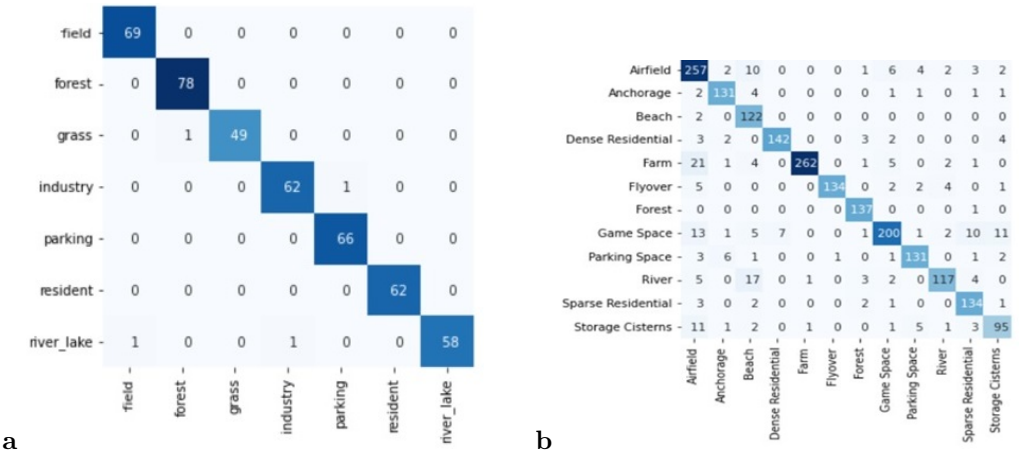 field 69 0 0 0 0 0 0
forest 0 78 0 0 0 0 0
grass 0 1 49 0 0 0 0
industry 0 0 0 62 1 0 0
parking 0 0 0 0 66 0 0
resident 0 0 0 0 0 62 0
river_lake 1 0 0 1 0 0 58
field forest grass industry parking resident river_lake
a
Airfield 257 2 10 0 0 0 1 6 4 2 3 2
Anchorage 2 131 4 0 0 0 0 1 1 0 1 1
Beach 2 0 122 0 0 0 0 0 0 0 0 0
Dense Residential 3 2 0 142 0 0 3 2 0 0 0 4
Farm 21 1 4 0 262 0 1 5 0 2 1 0
Flyover 5 0 0 0 0 134 0 2 2 4 0 1
Forest 0 0 0 0 0 0 137 0 0 0 1 0
Game Space 13 1 5 7 0 0 1 200 1 2 10 11
Parking Space 3 6 1 0 0 1 0 1 131 0 1 2
River 5 0 17 0 1 0 3 2 0 117 4 0
Sparse Residential 3 0 2 0 0 0 2 1 0 0 134 1
Storage Cisterns 11 1 2 0 1 0 0 1 5 1 3 95
Airfield Anchorage Beach Dense Residential Farm Flyover Forest Game Space Parking Space River Sparse Residential Storage Cisterns
b